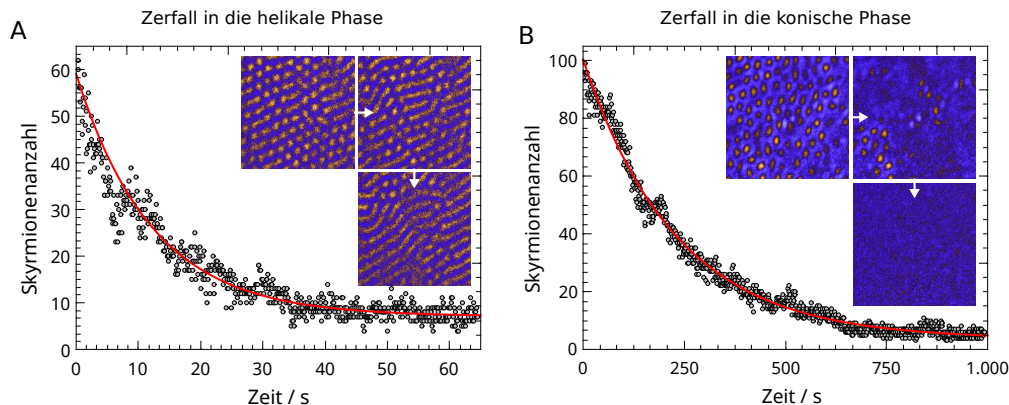 Zerfall in die helikale Phase
A
Skyrmionenanzahl
60
50
40
30
20
10
0
0 10 20 30 40 50 60
Zeit / s
Zerfall in die konische Phase
B
Skyrmionenanzahl
100
80
60
40
20
0
0 250 500 750 1.000
Zeit / s